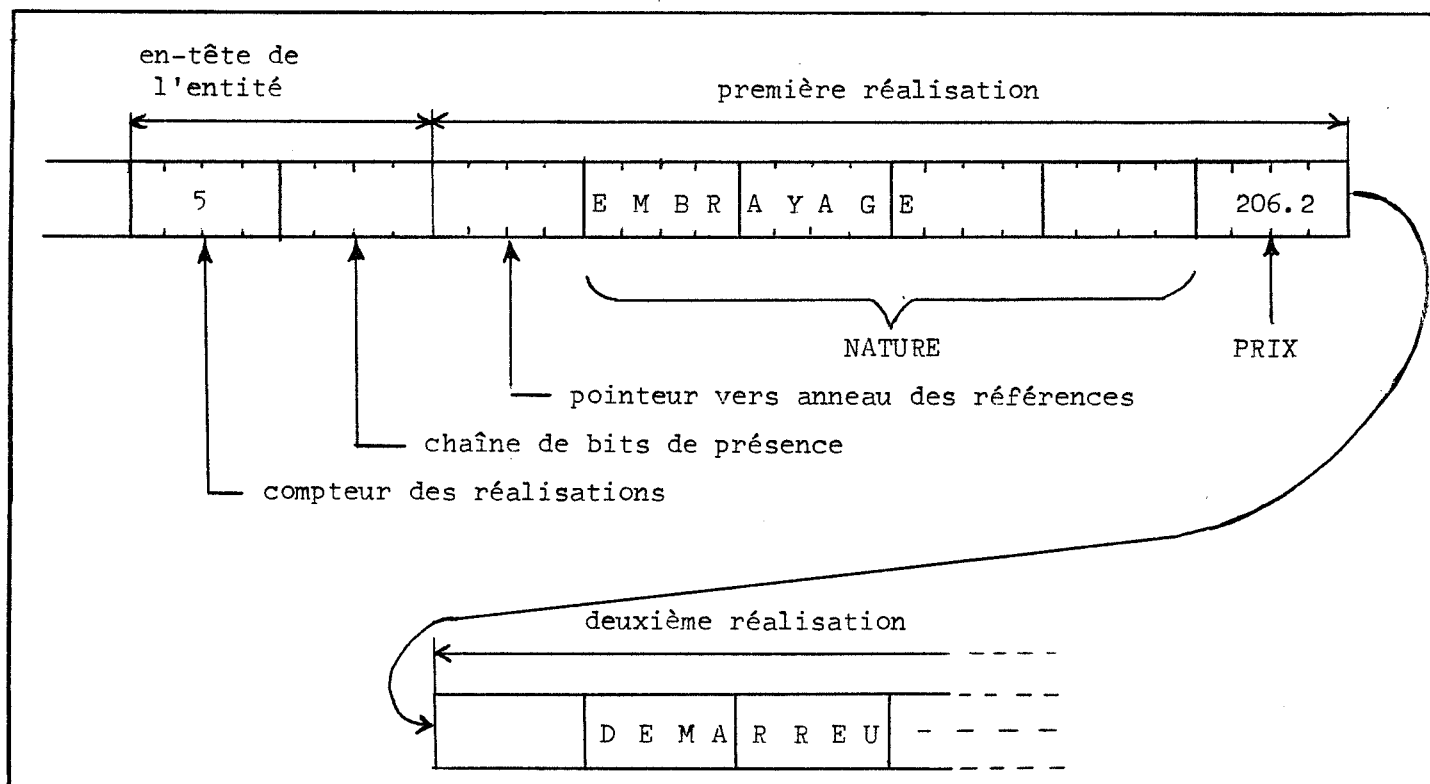 en-tête de
l'entité
première réalisation
5
E M B R A Y A G E
206.2
NATURE
PRIX
pointeur vers anneau des références
chaîne de bits de présence
compteur des réalisations
deuxième réalisation
D E M A R R E U